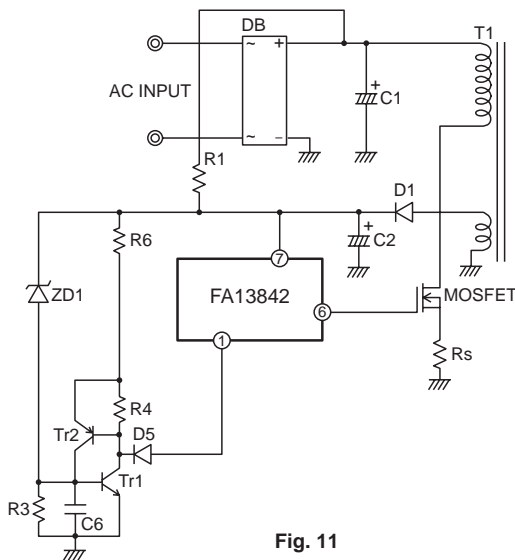 DB
T1
~
+
AC INPUT
+
C1
~
−
R1
D1
R6
+
C2
7
ZD1
FA13842
6
MOSFET
1
Rs
R4
Tr2
D5
Tr1
R3
C6
Fig. 11